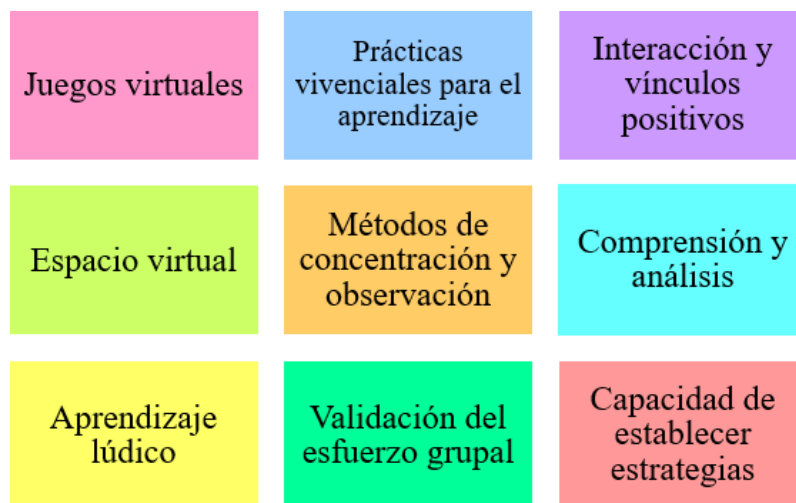 Juegos virtuales
Prácticas
vivenciales para el
aprendizaje
Interacción y
vínculos
positivos
Espacio virtual
Métodos de
concentración y
observación
Comprensión y
análisis
Aprendizaje
lúdico
Validación del
esfuerzo grupal
Capacidad de
establecer
estrategias